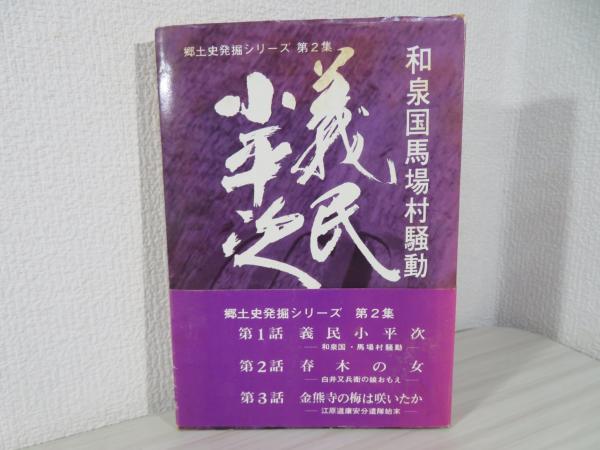 郷土史発掘シリーズ 第2集
和泉国馬場村騒動
義民
小平次
郷土史発掘シリーズ 第2集
第1話 義民小平次
和泉国・馬場村騒動
第2話 春木の女
白井又兵衛の娘おもえ
第3話 金熊寺の梅は咲いたか
江原道康安分遣隊始末